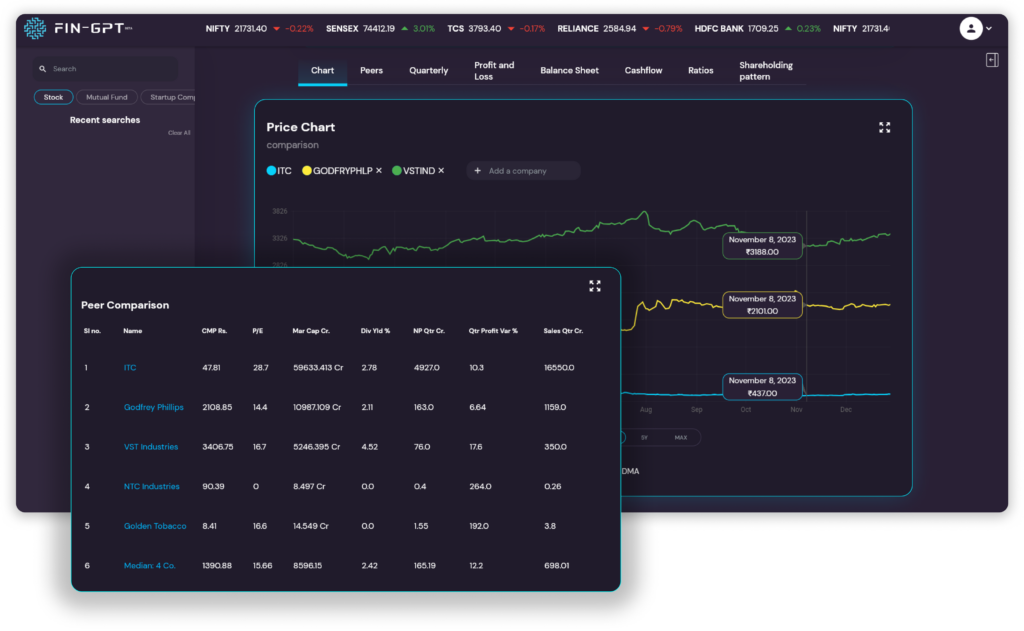 FIN-GPT BETA
NIFTY 21731.40 -0.22% SENSEX 74412.19 3.01% TCS 3793.40 -0.17% RELIANCE 2584.94 -0.79% HDFC BANK 1709.25 0.23% NIFTY 21731.4
Search
Stock Mutual Fund Startup Comp
Recent searches
Clear All
Chart Peers Quarterly Profit and Loss Balance Sheet Cashflow Ratios Shareholding pattern
Price Chart
comparison
ITC GODFRYPHLP × VSTIND × + Add a company
3826
3326
2826
November 8, 2023
₹3188.00
November 8, 2023
₹2101.00
November 8, 2023
₹437.00
Aug Sep Oct Nov Dec
5Y MAX
DMA
Peer Comparison
Sl no. Name CMP Rs. P/E Mar Cap Cr. Div Yld % NP Qtr Cr. Qtr Profit Var % Sales Qtr Cr.
1 ITC 47.81 28.7 59633.413 Cr 2.78 4927.0 10.3 16550.0
2 Godfrey Phillips 2108.85 14.4 10987.109 Cr 2.11 163.0 6.64 1159.0
3 VST Industries 3406.75 16.7 5246.395 Cr 4.52 76.0 17.6 350.0
4 NTC Industries 90.39 0 8.497 Cr 0.0 0.4 264.0 0.26
5 Golden Tobacco 8.41 16.6 14.549 Cr 0.0 1.55 192.0 3.8
6 Median: 4 Co. 1390.88 15.66 8596.15 2.42 165.19 12.2 698.01